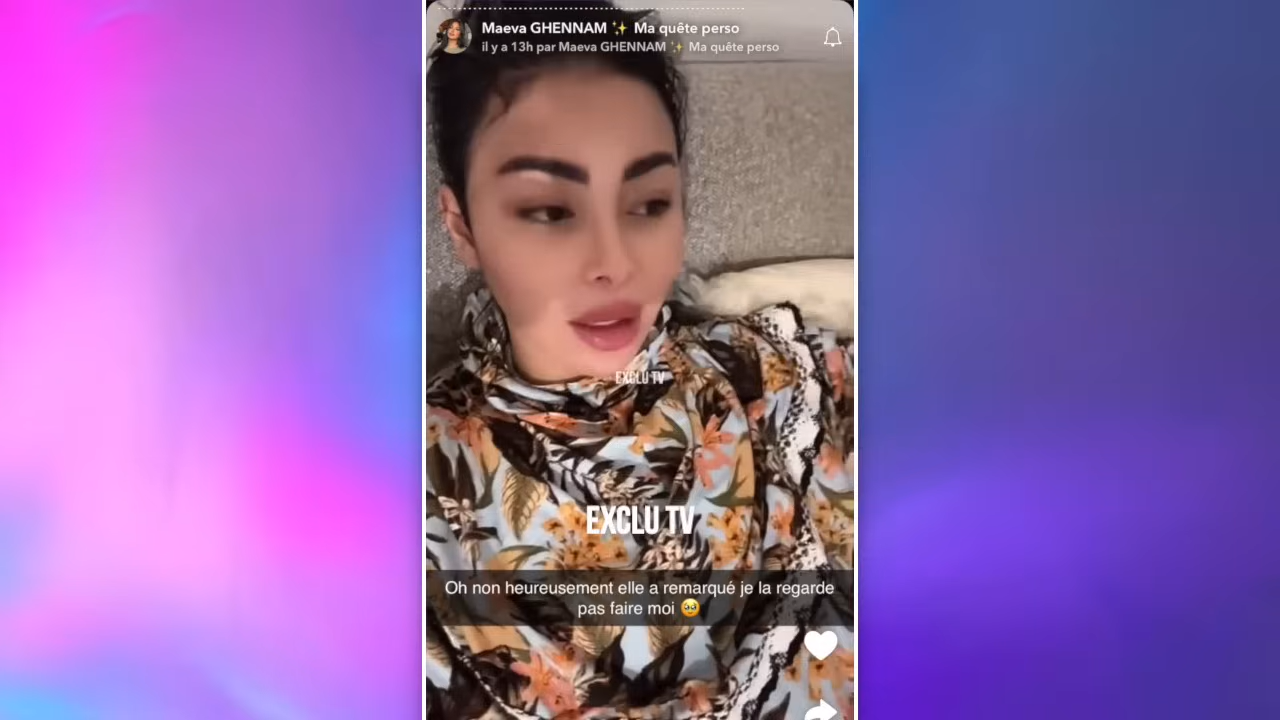 Maeva GHENNAM ✨ Ma quête perso
il y a 13h par Maeva GHENNAM ✨ Ma quête perso
EXCLU TV
EXCLU TV
Oh non heureusement elle a remarqué je la regarde
pas faire moi 🥹